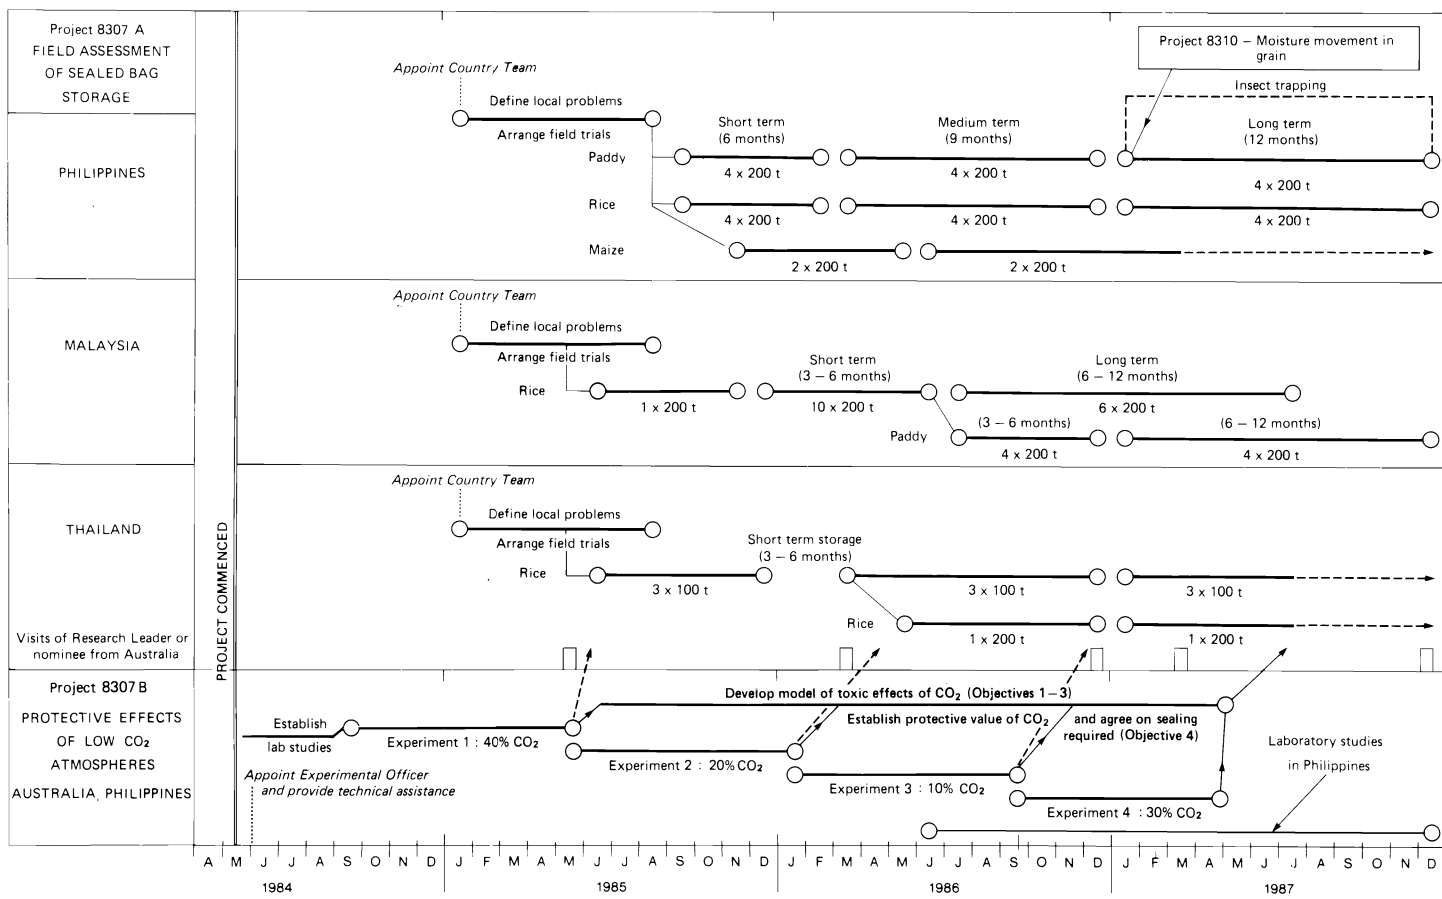 Project 8307 A
FIELD ASSESSMENT
OF SEALED BAG
STORAGE
Project 8310 – Moisture movement in
grain
Appoint Country Team
Define local problems
Arrange field trials
Insect trapping
Short term
(6 months)
Medium term
(9 months)
Long term
(12 months)
PHILIPPINES
Paddy
4 x 200 t
4 x 200 t
4 x 200 t
Rice
4 x 200 t
4 x 200 t
4 x 200 t
Maize
2 x 200 t
2 x 200 t
MALAYSIA
Appoint Country Team
Define local problems
Arrange field trials
Short term
(3 – 6 months)
Long term
(6 – 12 months)
Rice
1 x 200 t
10 x 200 t
6 x 200 t
Paddy
(3 – 6 months)
(6 – 12 months)
4 x 200 t
4 x 200 t
THAILAND
Appoint Country Team
Define local problems
Arrange field trials
Short term storage
(3 – 6 months)
Rice
3 x 100 t
3 x 100 t
3 x 100 t
Rice
1 x 200 t
1 x 200 t
Visits of Research Leader or
nominee from Australia
PROJECT COMMENCED
Project 8307 B
PROTECTIVE EFFECTS
OF LOW CO₂
ATMOSPHERES
AUSTRALIA, PHILIPPINES
Develop model of toxic effects of CO₂ (Objectives 1–3)
Establish protective value of CO₂ and agree on sealing
required (Objective 4)
Establish
lab studies
Experiment 1 : 40% CO₂
Experiment 2 : 20% CO₂
Experiment 3 : 10% CO₂
Experiment 4 : 30% CO₂
Laboratory studies
in Philippines
Appoint Experimental Officer
and provide technical assistance
A M J J A S O N D J F M A M J J A S O N D J F M A M J J A S O N D J F M A M J J A S O N D
1984 1985 1986 1987